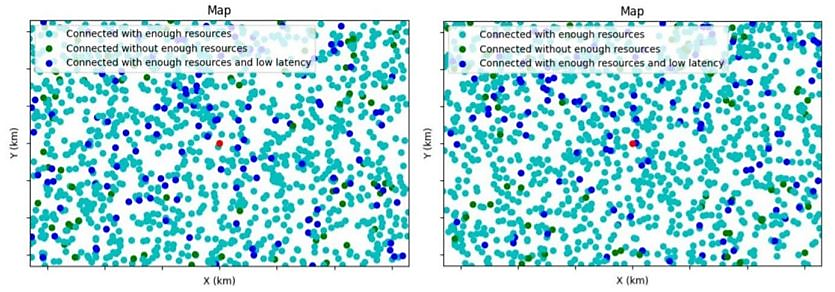 Map
Connected with enough resources
Connected without enough resources
Connected with enough resources and low latency
Y (km)
X (km)
Map
Connected with enough resources
Connected without enough resources
Connected with enough resources and low latency
Y (km)
X (km)